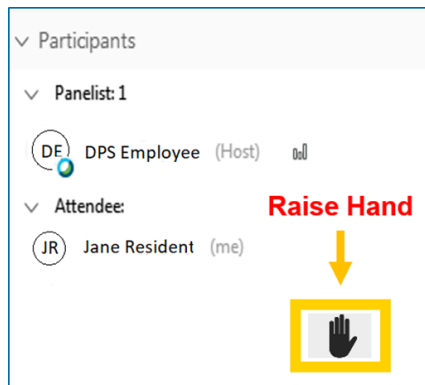 Participants
Panelist: 1
DE DPS Employee (Host)
Attendee:
Raise Hand
JR Jane Resident (me)